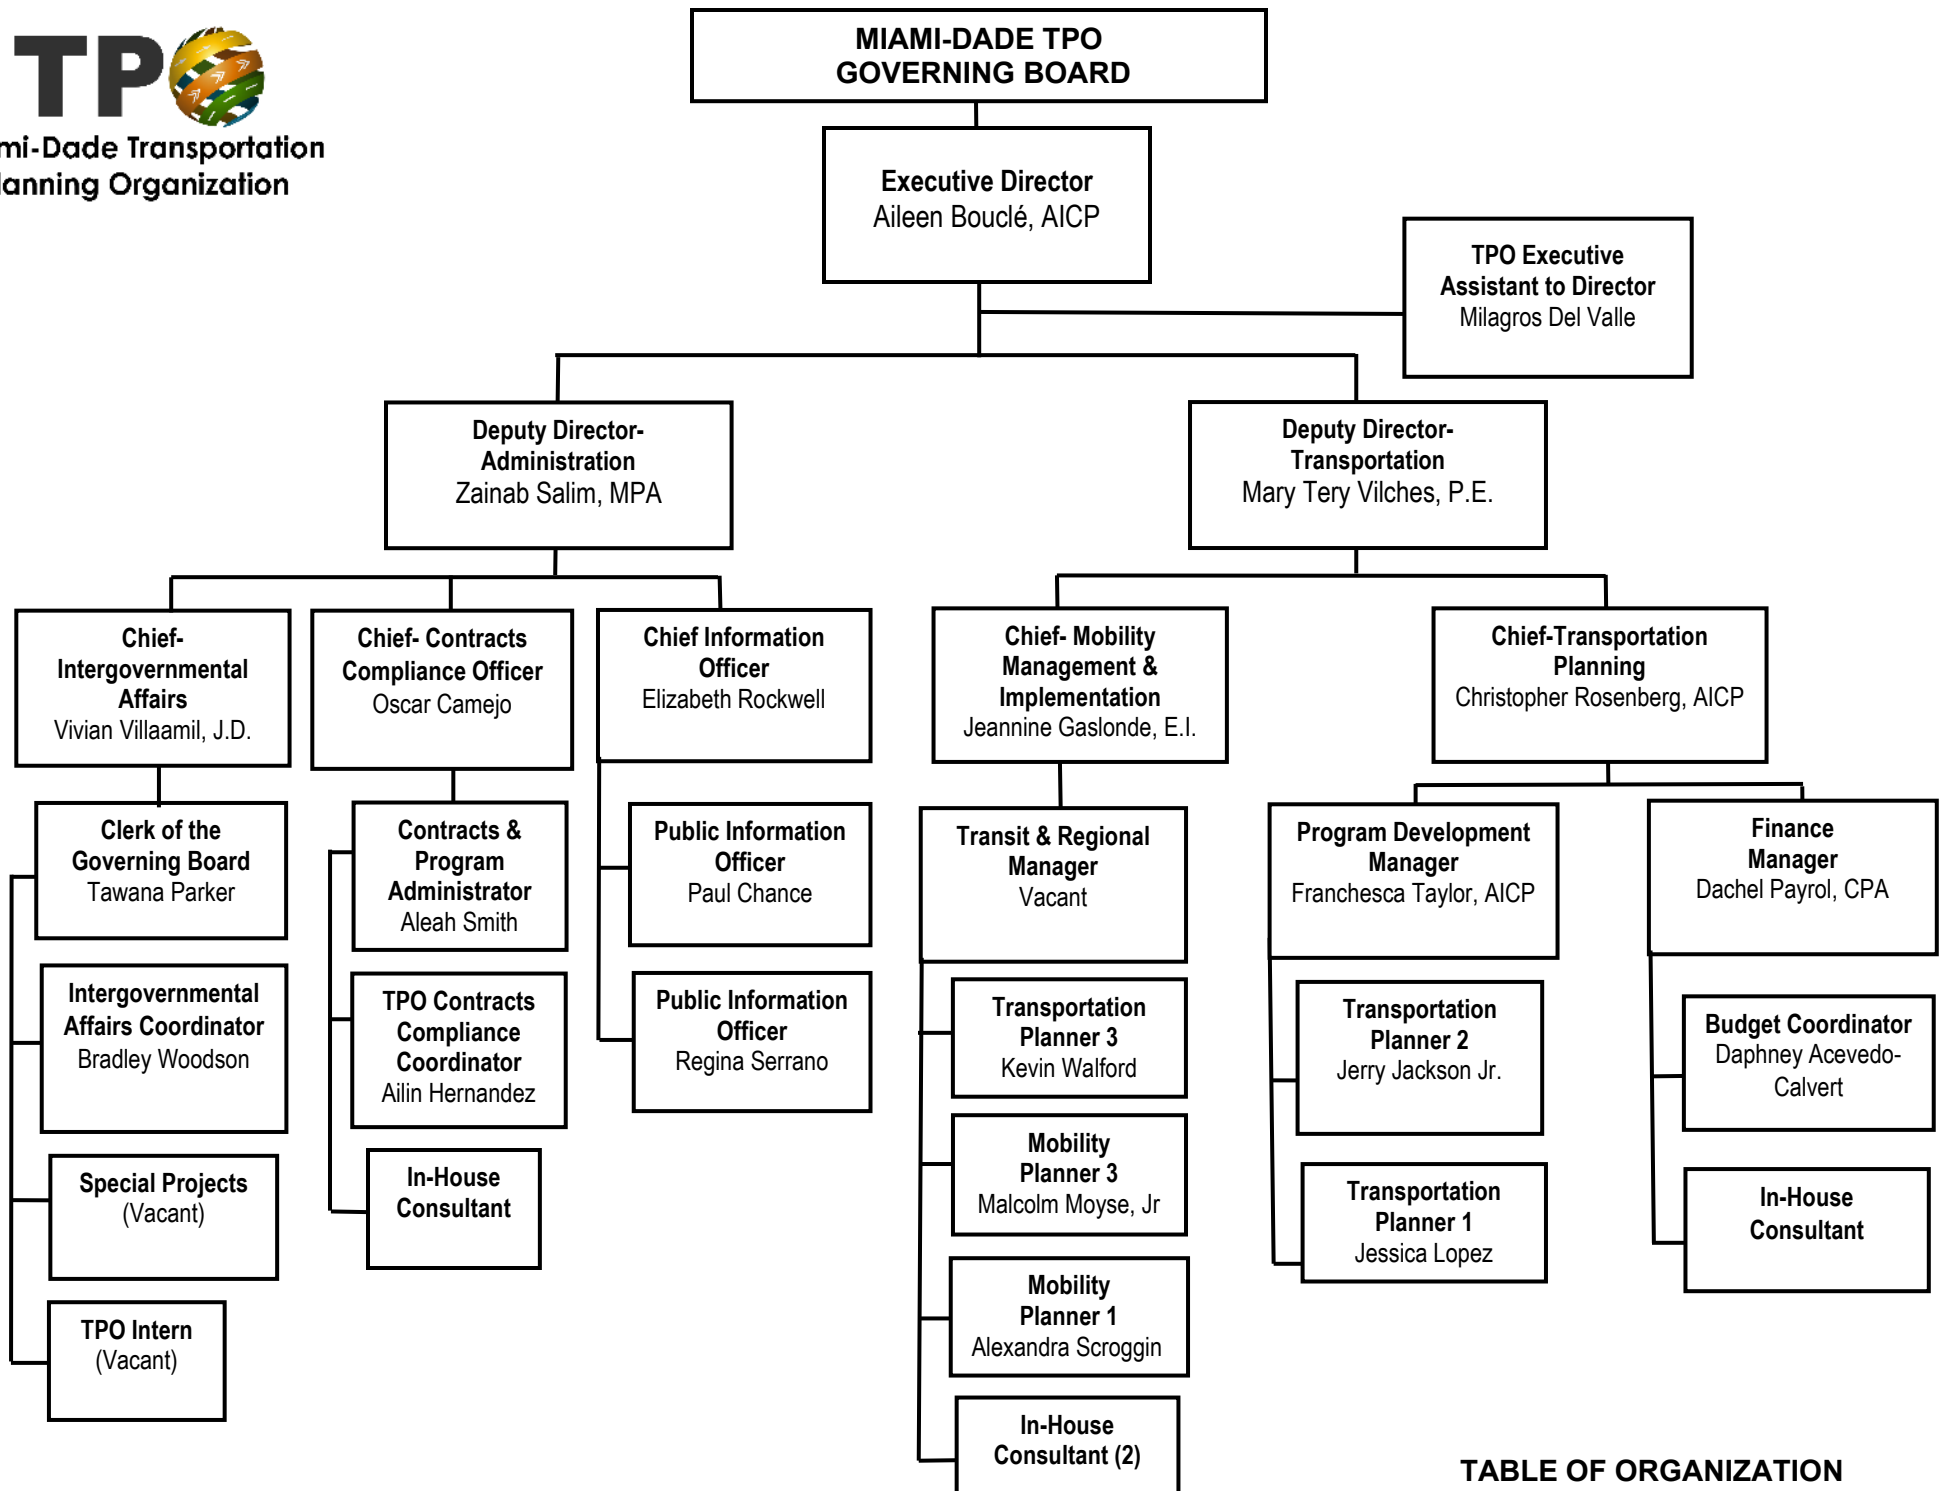 TPO
mi-Dade Transportation
lanning Organization
MIAMI-DADE TPO
GOVERNING BOARD
Executive Director
Aileen Bouclé, AICP
TPO Executive
Assistant to Director
Milagros Del Valle
Deputy Director-
Administration
Zainab Salim, MPA
Deputy Director-
Transportation
Mary Tery Vilches, P.E.
Chief-
Intergovernmental
Affairs
Vivian Villaamil, J.D.
Chief- Contracts
Compliance Officer
Oscar Camejo
Chief Information
Officer
Elizabeth Rockwell
Chief- Mobility
Management &
Implementation
Jeannine Gaslonde, E.I.
Chief-Transportation
Planning
Christopher Rosenberg, AICP
Clerk of the
Governing Board
Tawana Parker
Contracts &
Program
Administrator
Aleah Smith
Public Information
Officer
Paul Chance
Transit & Regional
Manager
Vacant
Program Development
Manager
Franchesca Taylor, AICP
Finance
Manager
Dachel Payrol, CPA
Intergovernmental
Affairs Coordinator
Bradley Woodson
TPO Contracts
Compliance
Coordinator
Ailin Hernandez
Public Information
Officer
Regina Serrano
Transportation
Planner 3
Kevin Walford
Transportation
Planner 2
Jerry Jackson Jr.
Budget Coordinator
Daphney Acevedo-
Calvert
Special Projects
(Vacant)
In-House
Consultant
Mobility
Planner 3
Malcolm Moyse, Jr
Transportation
Planner 1
Jessica Lopez
In-House
Consultant
TPO Intern
(Vacant)
Mobility
Planner 1
Alexandra Scroggin
In-House
Consultant (2)
TABLE OF ORGANIZATION